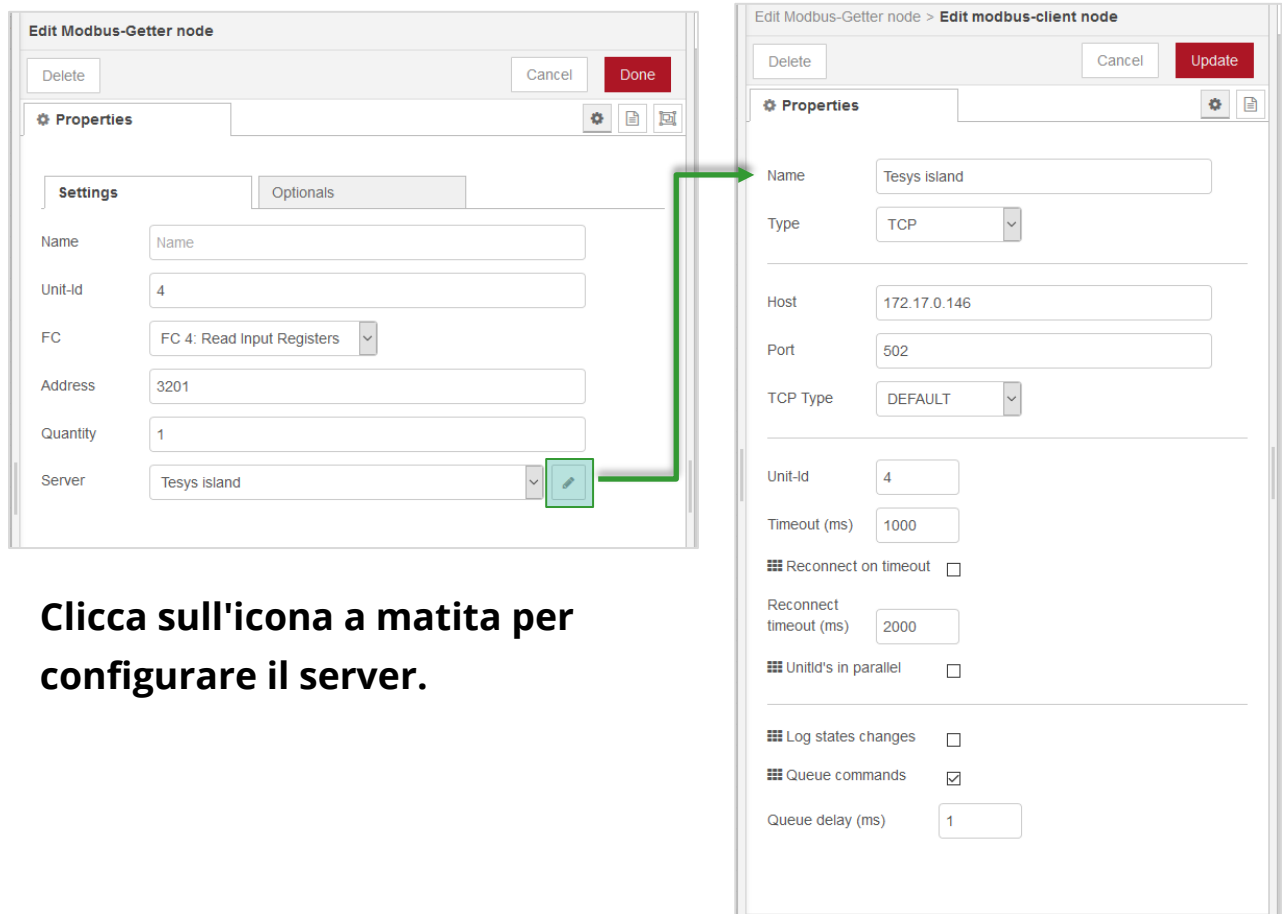 Edit Modbus-Getter node
Delete
Cancel
Done
Properties
Settings
Optionals
Name
Name
Unit-Id
4
FC
FC 4: Read Input Registers
Address
3201
Quantity
1
Server
Tesys island
Clicca sull'icona a matita per
configurare il server.
Edit Modbus-Getter node > Edit modbus-client node
Delete
Cancel
Update
Properties
Name
Tesys island
Type
TCP
Host
172.17.0.146
Port
502
TCP Type
DEFAULT
Unit-Id
4
Timeout (ms)
1000
Reconnect on timeout
Reconnect
timeout (ms)
2000
UnitId's in parallel
Log states changes
Queue commands
Queue delay (ms)
1